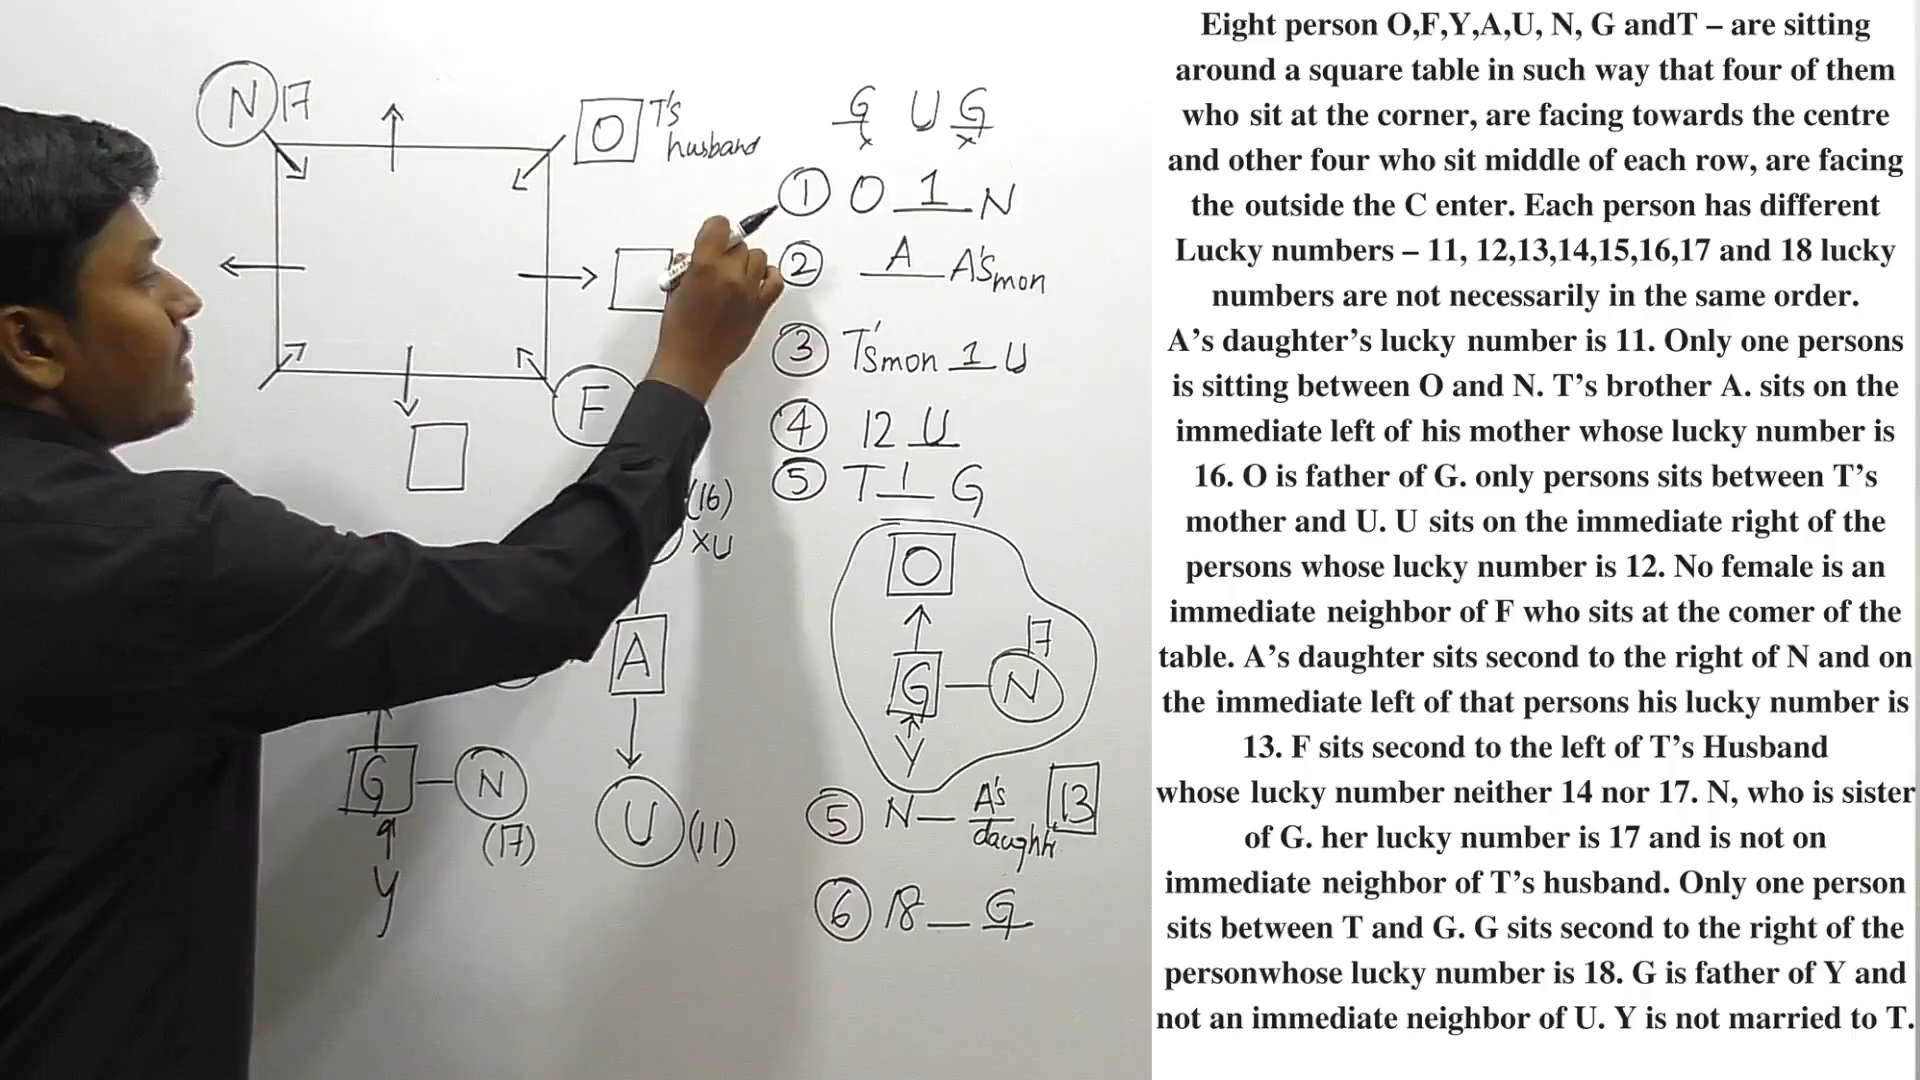 N 17
O T's
husband
F
(16)
XU
A
G N
(17)
Y
U (11)
G U G
x x
① O 1 N
② A A's mon
③ T's mon 1 U
④ 12 U
⑤ T 1 G
O
17
G N
Y
⑤ N A's 13
daught
⑥ 18 G
Eight person O,F,Y,A,U, N, G andT – are sitting
around a square table in such way that four of them
who sit at the corner, are facing towards the centre
and other four who sit middle of each row, are facing
the outside the C enter. Each person has different
Lucky numbers – 11, 12,13,14,15,16,17 and 18 lucky
numbers are not necessarily in the same order.
A’s daughter’s lucky number is 11. Only one persons
is sitting between O and N. T’s brother A. sits on the
immediate left of his mother whose lucky number is
16. O is father of G. only persons sits between T’s
mother and U. U sits on the immediate right of the
persons whose lucky number is 12. No female is an
immediate neighbor of F who sits at the comer of the
table. A’s daughter sits second to the right of N and on
the immediate left of that persons his lucky number is
13. F sits second to the left of T’s Husband
whose lucky number neither 14 nor 17. N, who is sister
of G. her lucky number is 17 and is not on
immediate neighbor of T’s husband. Only one person
sits between T and G. G sits second to the right of the
personwhose lucky number is 18. G is father of Y and
not an immediate neighbor of U. Y is not married to T.